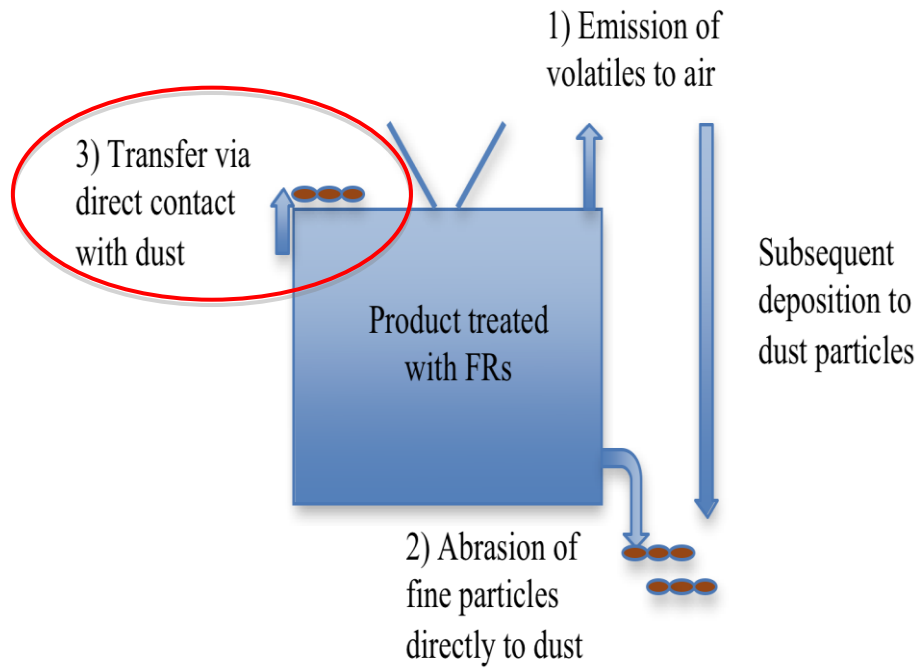 1) Emission of
volatiles to air
3) Transfer via
direct contact
with dust
Subsequent
deposition to
dust particles
Product treated
with FRs
2) Abrasion of
fine particles
directly to dust